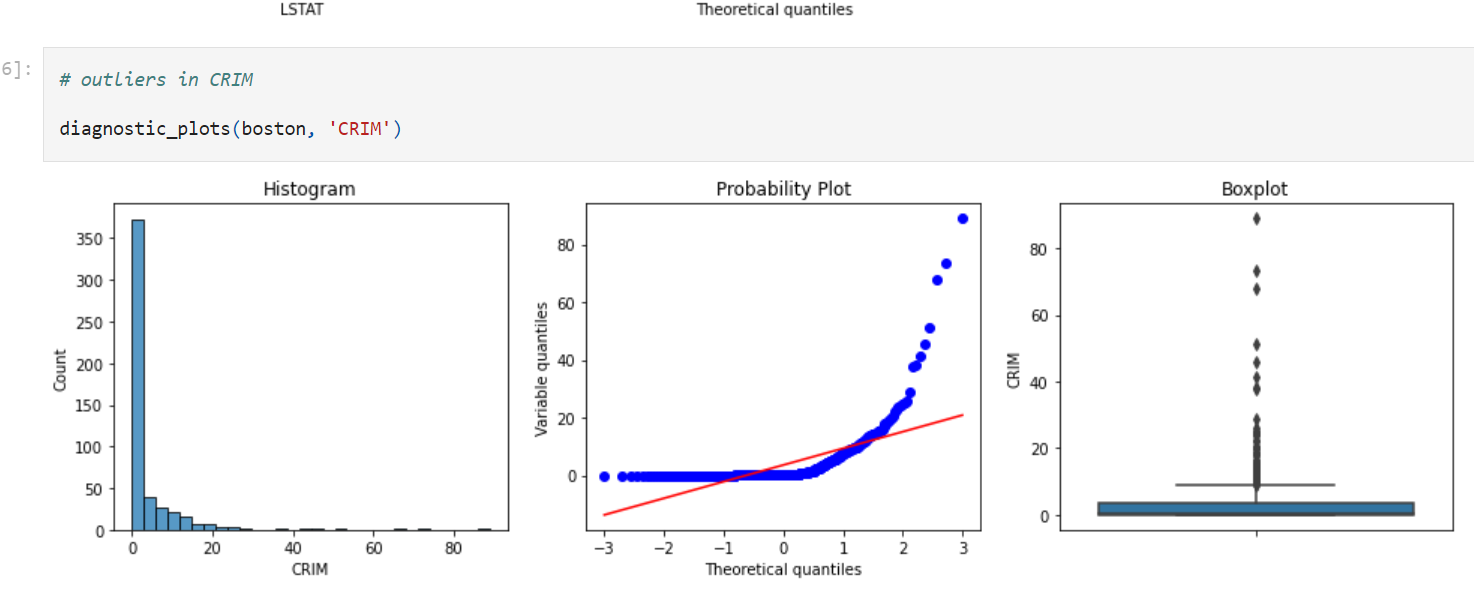 LSTAT
Theoretical quantiles
6]:
# outliers in CRIM
diagnostic_plots(boston, 'CRIM')
Histogram
350
300
250
200
150
100
50
0
Count
0 20 40 60 80
CRIM
Probability Plot
80
60
40
20
0
Variable quantiles
−3 −2 −1 0 1 2 3
Theoretical quantiles
Boxplot
80
60
40
20
0
CRIM